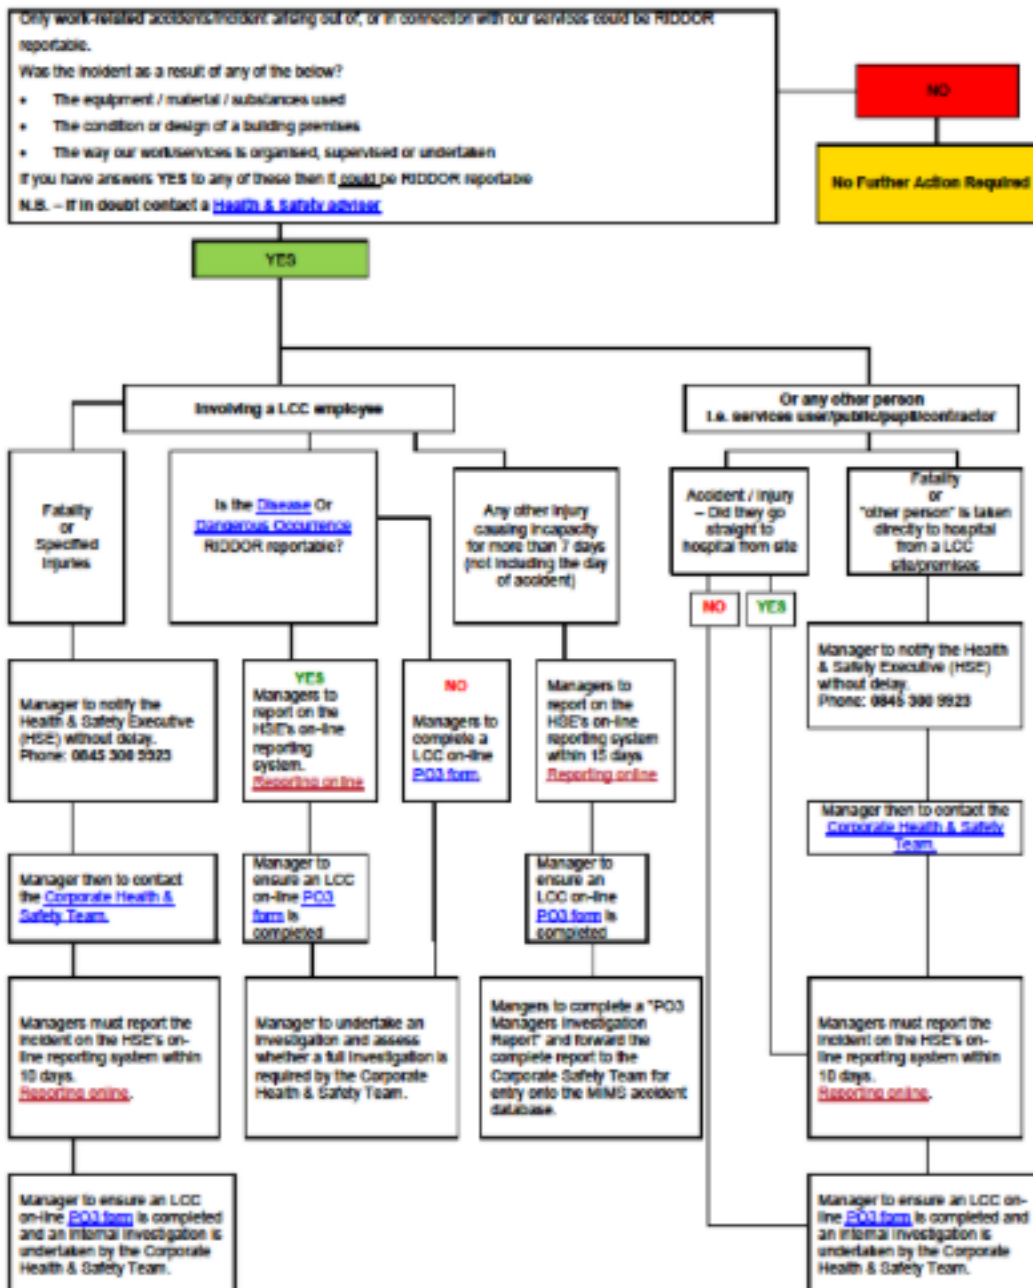 Only work-related accidents/incident arising out of, or in connection with our services could be RIDDOR
reportable.
Was the incident as a result of any of the below?
• The equipment / material / substances used
• The condition or design of a building premises
• The way our work/services is organised, supervised or undertaken
If you have answers YES to any of these then it could be RIDDOR reportable
N.B. – If in doubt contact a Health & Safety adviser
NO
No Further Action Required
YES
Involving a LCC employee
Or any other person
i.e. services user/public/pupil/contractor
Fatality
or
Specified
Injuries
Is the Disease Or
Dangerous Occurrence
RIDDOR reportable?
Any other injury
causing incapacity
for more than 7 days
(not including the day
of accident)
Accident / Injury
– Did they go
straight to
hospital from site
Fatality
or
"other person" is taken
directly to hospital
from a LCC
site/premises
NO
YES
Manager to notify the
Health & Safety Executive
(HSE) without delay.
Phone: 0845 300 9923
YES
Managers to
report on the
HSE's on-line
reporting
system.
Reporting online
NO
Managers to
complete a
LCC on-line
PO3 form.
Managers to
report on the
HSE's on-line
reporting system
within 15 days
Reporting online
Manager to notify the Health
& Safety Executive (HSE)
without delay.
Phone: 0845 300 9923
Manager then to contact the
Corporate Health & Safety
Team.
Manager then to contact
the Corporate Health &
Safety Team.
Manager to
ensure an LCC
on-line PO3
form is
completed
Manager to
ensure an
LCC on-line
PO3 form is
completed
Managers must report the
incident on the HSE's on-
line reporting system within
10 days.
Reporting online.
Manager to undertake an
investigation and assess
whether a full investigation is
required by the Corporate
Health & Safety Team.
Mangers to complete a "PO3
Managers Investigation
Report" and forward the
complete report to the
Corporate Safety Team for
entry onto the MIMS accident
database.
Managers must report the
incident on the HSE's on-
line reporting system within
10 days.
Reporting online.
Manager to ensure an LCC
on-line PO3 form is completed
and an internal investigation is
undertaken by the Corporate
Health & Safety Team.
Manager to ensure an LCC on-
line PO3 form is completed and
an internal investigation is
undertaken by the Corporate
Health & Safety Team.